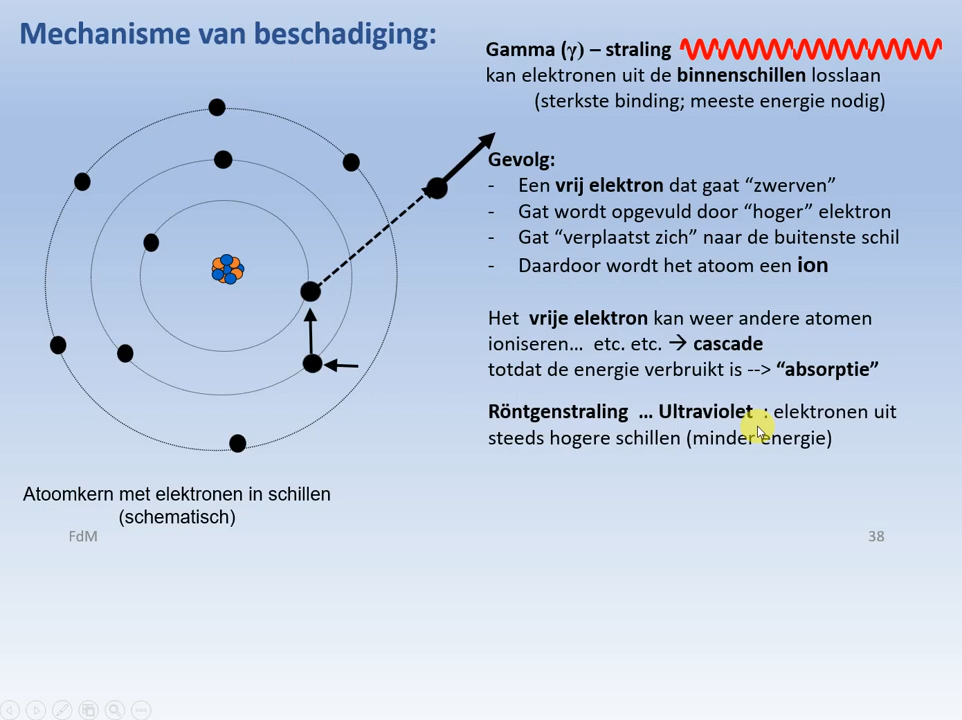 Mechanisme van beschadiging:
Gamma (γ) – straling
kan elektronen uit de binnenschillen losslaan
(sterkste binding; meeste energie nodig)
Gevolg:
- Een vrij elektron dat gaat “zwerven”
- Gat wordt opgevuld door “hoger” elektron
- Gat “verplaatst zich” naar de buitenste schil
- Daardoor wordt het atoom een ion
Het vrije elektron kan weer andere atomen
ioniseren… etc. etc. → cascade
totdat de energie verbruikt is --> “absorptie”
Röntgenstraling … Ultraviolet : elektronen uit
steeds hogere schillen (minder energie)
Atoomkern met elektronen in schillen
(schematisch)
FdM
38